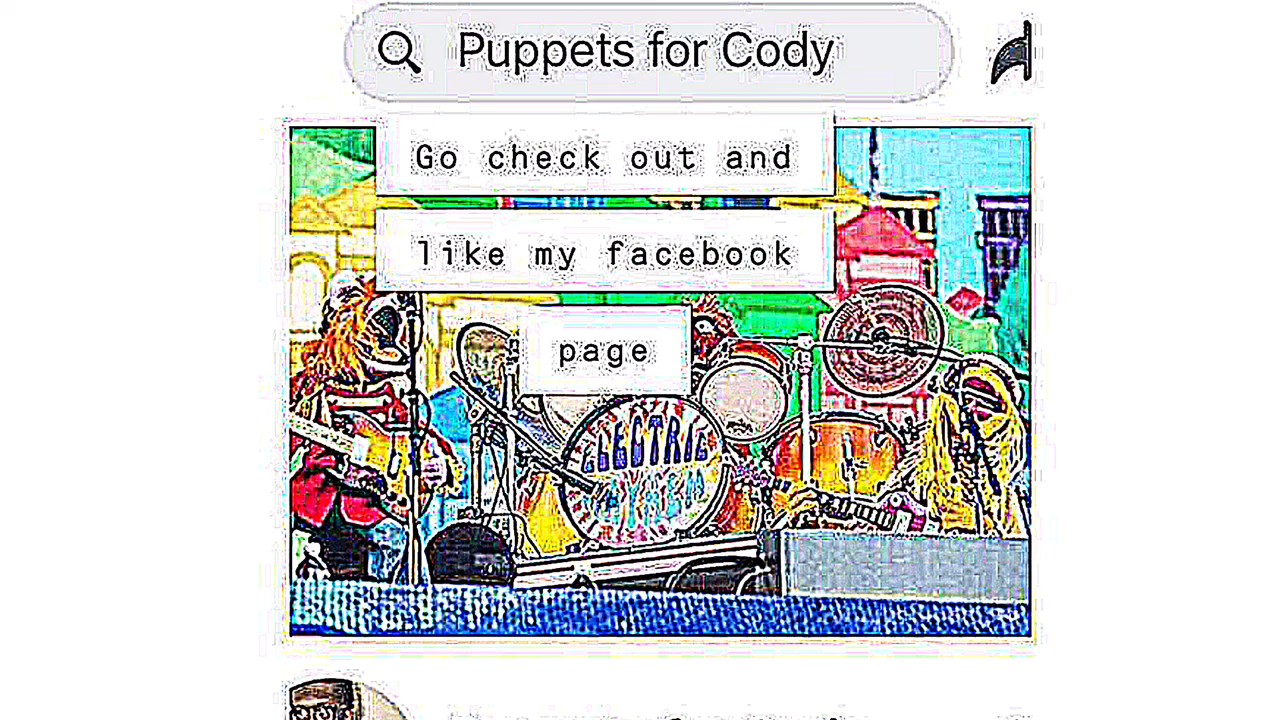 Puppets for Cody
Go check out and
like my facebook
page
ELECTRIC